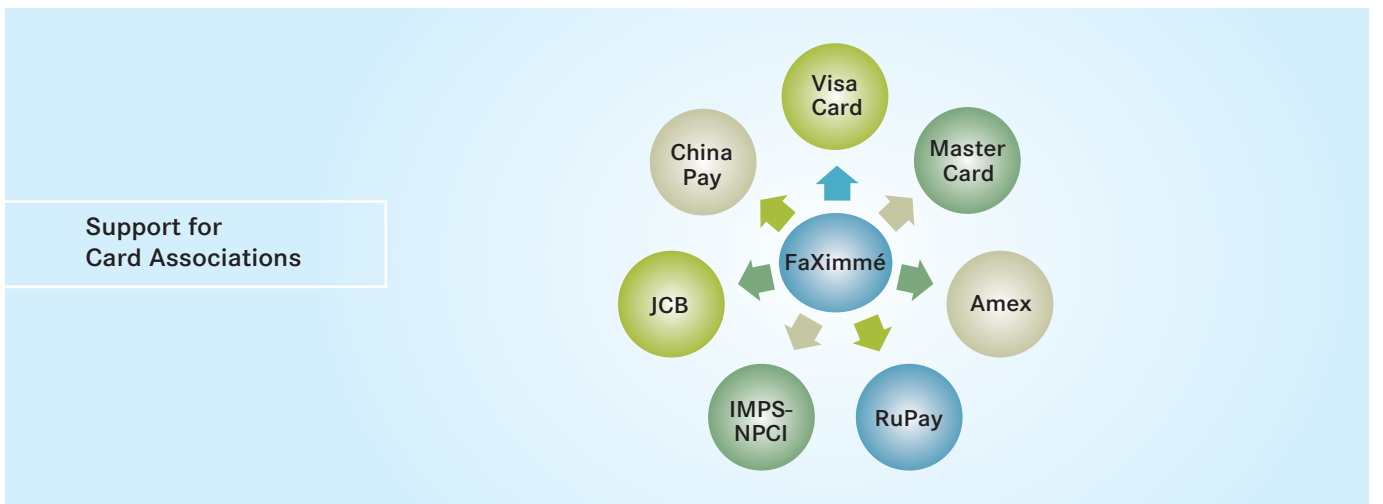 Support for
Card Associations
Visa
Card
Master
Card
Amex
RuPay
IMPS-
NPCI
JCB
China
Pay
FaXimmé